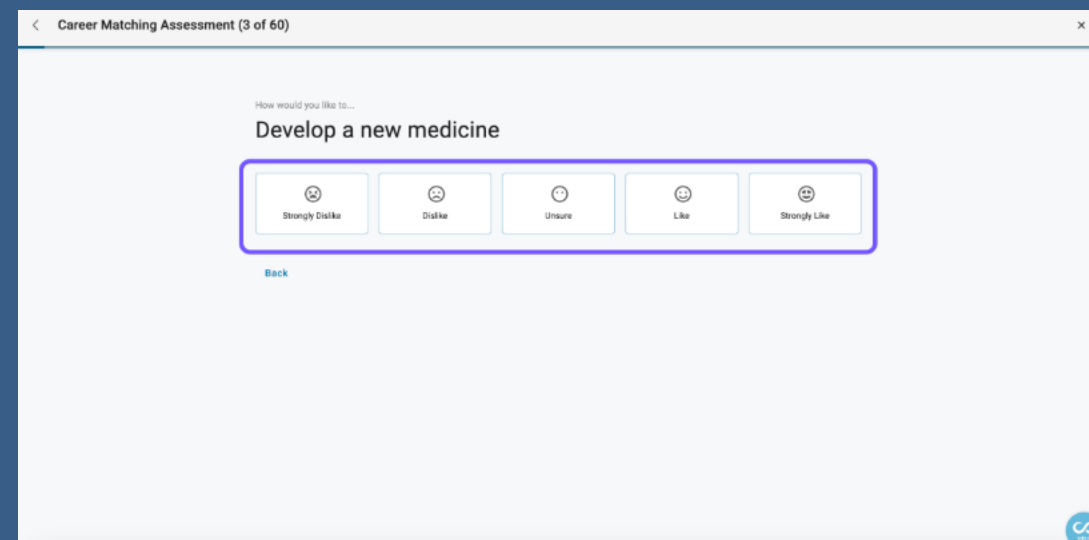 Career Matching Assessment (3 of 60)
How would you like to...
Develop a new medicine
Strongly Dislike
Dislike
Unsure
Like
Strongly Like
Back